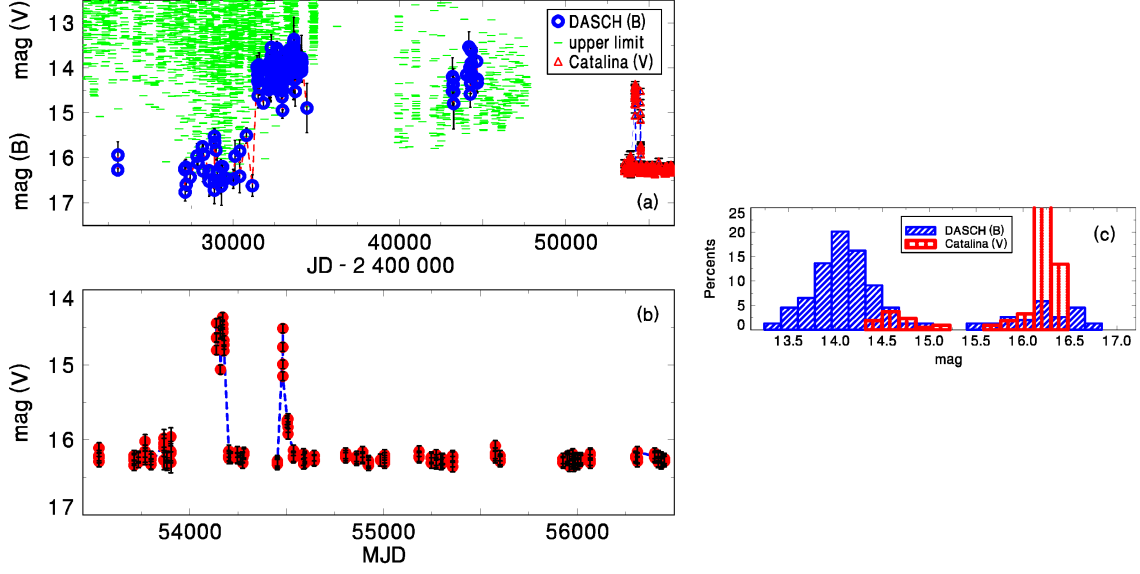 mag (V)
mag (B)
13
14
15
16
17
DASCH (B)
upper limit
Catalina (V)
(a)
30000
40000
50000
JD - 2 400 000
mag (V)
14
15
16
17
(b)
54000
55000
56000
MJD
Percents
25
20
15
10
5
0
DASCH (B)
Catalina (V)
(c)
13.5
14.0
14.5
15.0
15.5
16.0
16.5
17.0
mag